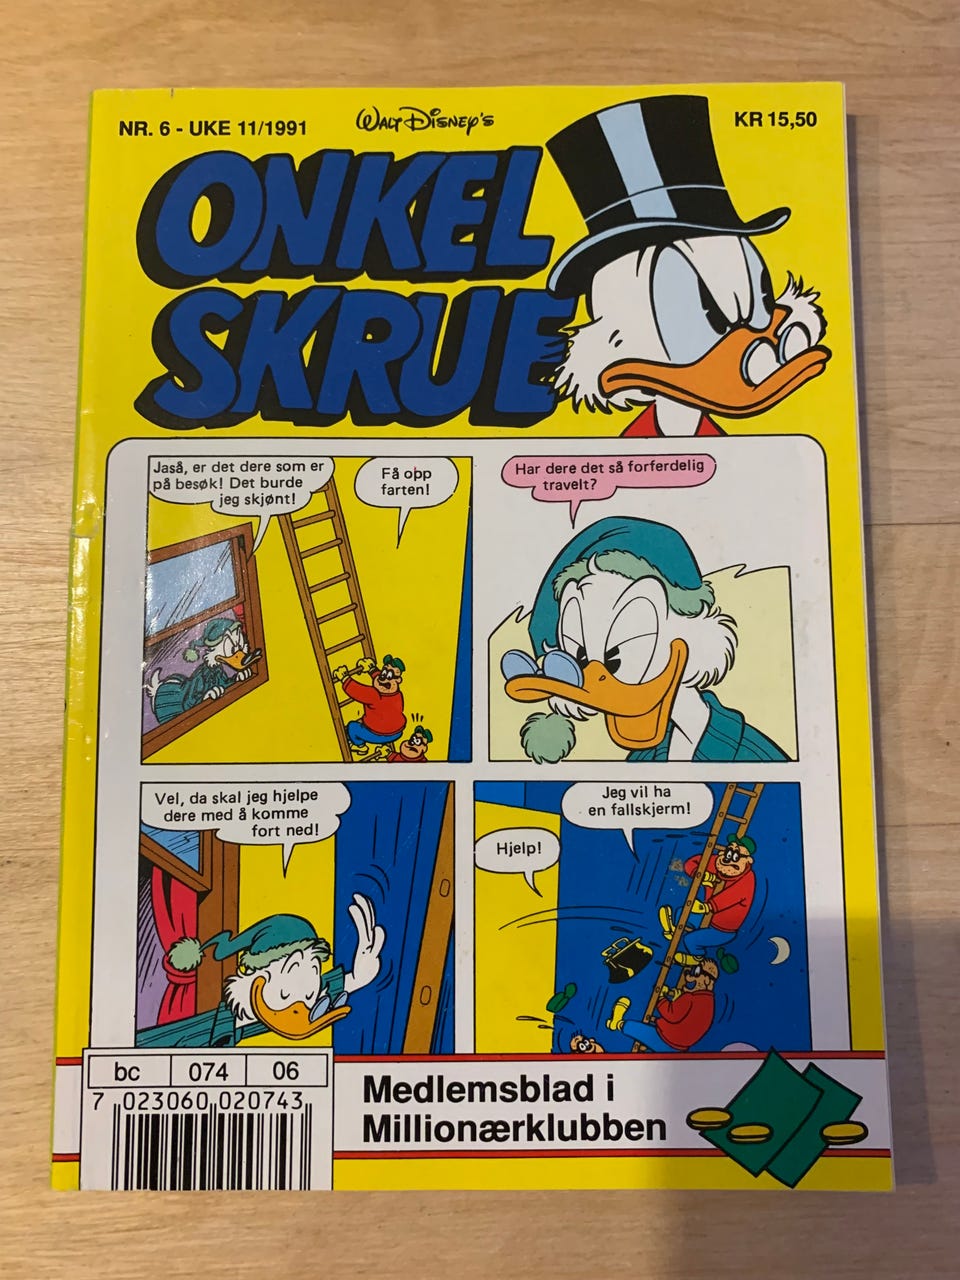 NR. 6 - UKE 11/1991
WALT DISNEY'S
KR 15,50
ONKEL
SKRUE
Jaså, er det dere som er
på besøk! Det burde
jeg skjønt!
Få opp
farten!
Har dere det så forferdelig
travelt?
Vel, da skal jeg hjelpe
dere med å komme
fort ned!
Jeg vil ha
en fallskjerm!
Hjelp!
bc 074 06
7 023060 020743
Medlemsblad i
Millionærklubben